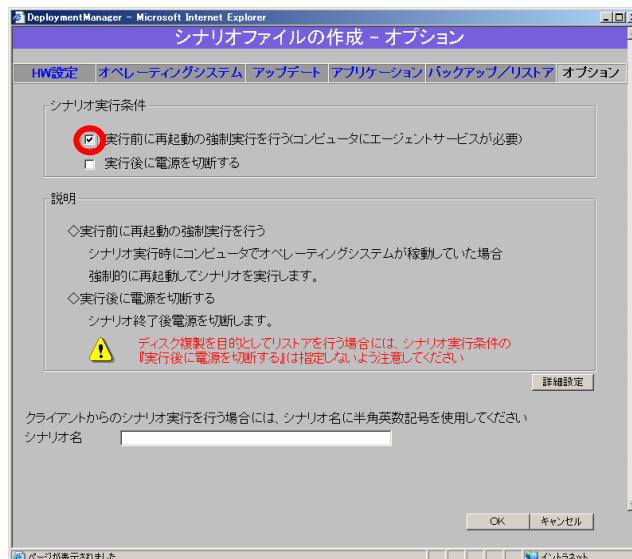 DeploymentManager - Microsoft Internet Explorer
シナリオファイルの作成 - オプション
HW設定 オペレーティングシステム アップデート アプリケーション バックアップ／リストア オプション
シナリオ実行条件
実行前に再起動の強制実行を行う(コンピュータにエージェントサービスが必要)
実行後に電源を切断する
説明
◇実行前に再起動の強制実行を行う
シナリオ実行時にコンピュータでオペレーティングシステムが稼動していた場合
強制的に再起動してシナリオを実行します。
◇実行後に電源を切断する
シナリオ終了後電源を切断します。
ディスク複製を目的としてリストアを行う場合には、シナリオ実行条件の
『実行後に電源を切断する』は指定しないよう注意してください
詳細設定
クライアントからのシナリオ実行を行う場合には、シナリオ名に半角英数記号を使用してください
シナリオ名
OK キャンセル
ページが表示されました イントラネット